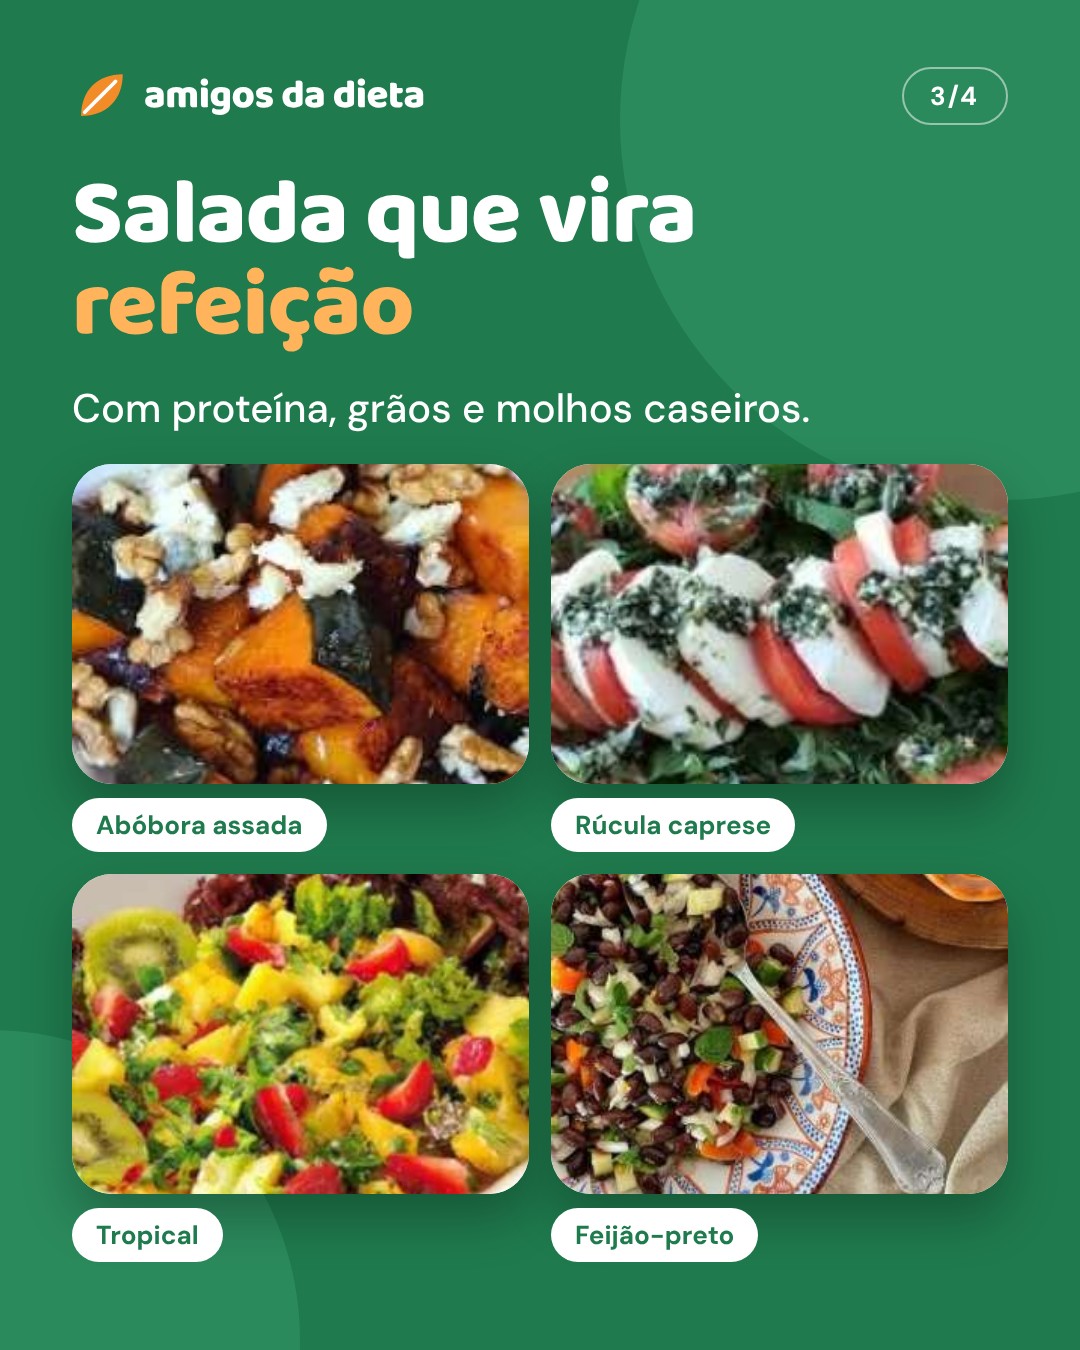 amigos da dieta
3/4
Salada que vira
refeição
Com proteína, grãos e molhos caseiros.
Abóbora assada
Rúcula caprese
Tropical
Feijão-preto